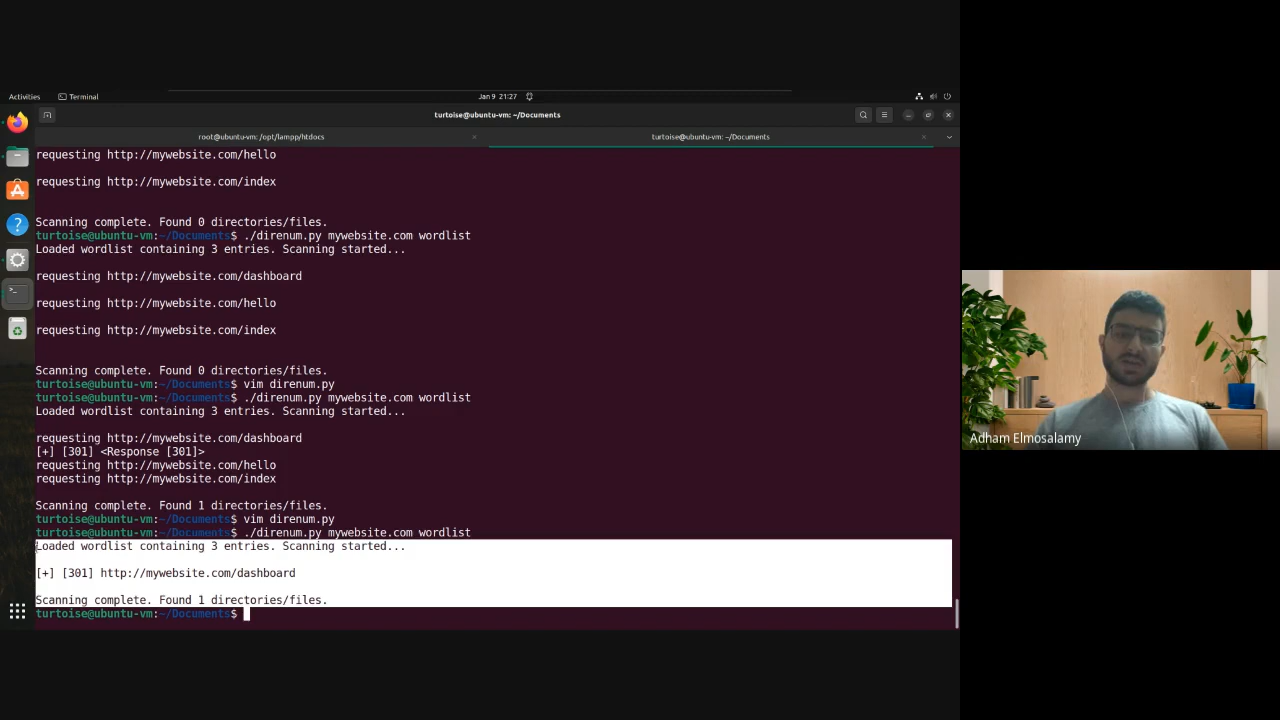 Activities
Terminal
Jan 9 21:27
turtoise@ubuntu-vm: ~/Documents
root@ubuntu-vm: /opt/lampp/htdocs
turtoise@ubuntu-vm: ~/Documents
requesting http://mywebsite.com/hello
requesting http://mywebsite.com/index
Scanning complete. Found 0 directories/files.
turtoise@ubuntu-vm:~/Documents$ ./direnum.py mywebsite.com wordlist
Loaded wordlist containing 3 entries. Scanning started...
requesting http://mywebsite.com/dashboard
requesting http://mywebsite.com/hello
requesting http://mywebsite.com/index
Scanning complete. Found 0 directories/files.
turtoise@ubuntu-vm:~/Documents$ vim direnum.py
turtoise@ubuntu-vm:~/Documents$ ./direnum.py mywebsite.com wordlist
Loaded wordlist containing 3 entries. Scanning started...
requesting http://mywebsite.com/dashboard
[+] [301] <Response [301]>
requesting http://mywebsite.com/hello
requesting http://mywebsite.com/index
Scanning complete. Found 1 directories/files.
turtoise@ubuntu-vm:~/Documents$ vim direnum.py
turtoise@ubuntu-vm:~/Documents$ ./direnum.py mywebsite.com wordlist
Loaded wordlist containing 3 entries. Scanning started...
[+] [301] http://mywebsite.com/dashboard
Scanning complete. Found 1 directories/files.
turtoise@ubuntu-vm:~/Documents$
Adham Elmosalamy